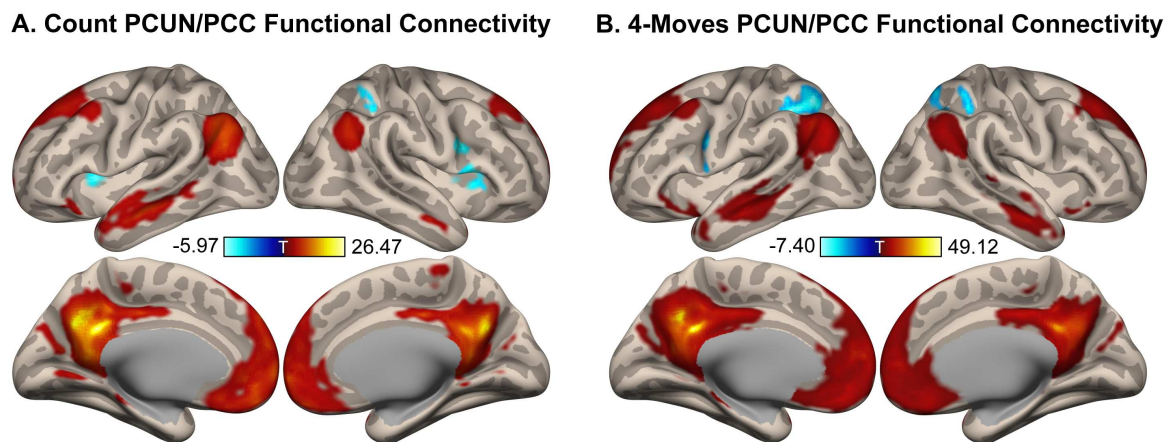 A. Count PCUN/PCC Functional Connectivity
B. 4-Moves PCUN/PCC Functional Connectivity
-5.97 T 26.47
-7.40 T 49.12